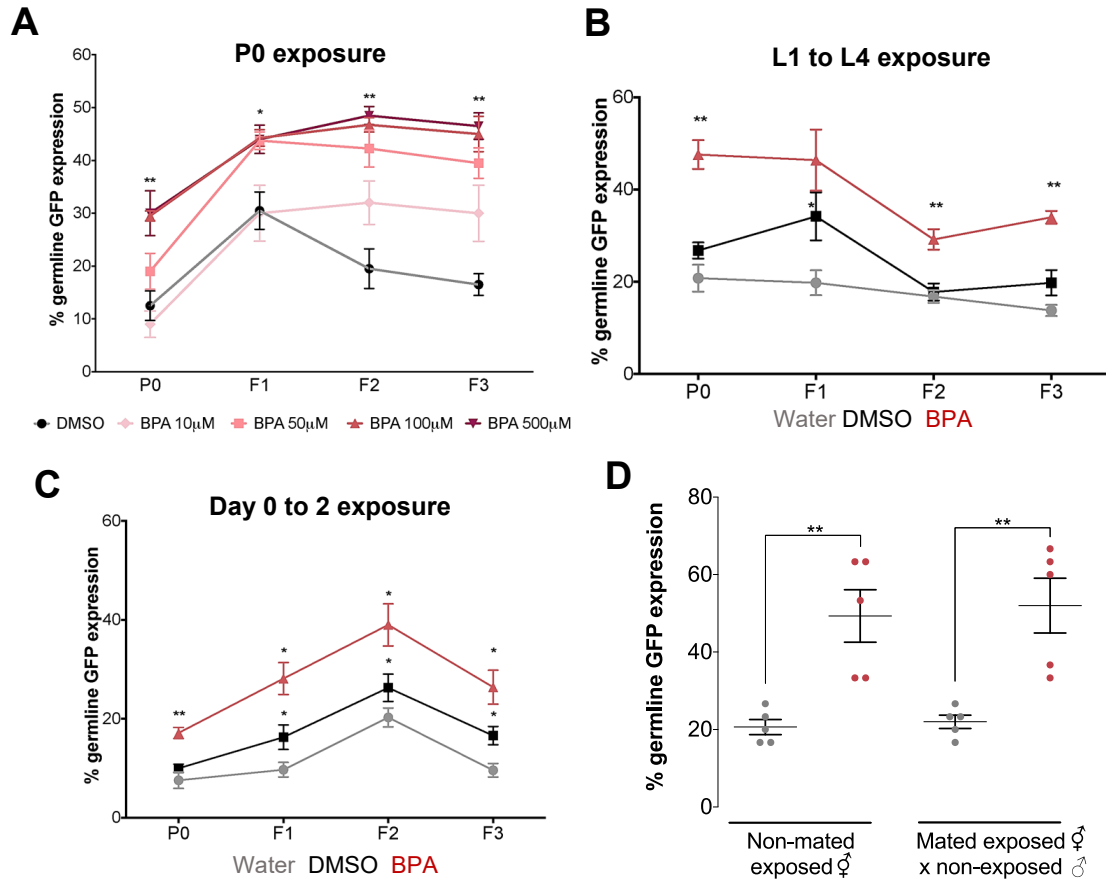 A
P0 exposure
% germline GFP expression
60
50
40
30
20
10
0
**
*
**
**
P0 F1 F2 F3
DMSO BPA 10μM BPA 50μM BPA 100μM BPA 500μM
B
L1 to L4 exposure
% germline GFP expression
60
40
20
0
**
*
**
**
P0 F1 F2 F3
Water DMSO BPA
C
Day 0 to 2 exposure
% germline GFP expression
60
40
20
0
**
*
*
*
*
*
*
P0 F1 F2 F3
Water DMSO BPA
D
% germline GFP expression
80
60
40
20
0
**
**
Non-mated
exposed ⚥
Mated exposed ⚥
x non-exposed ♂